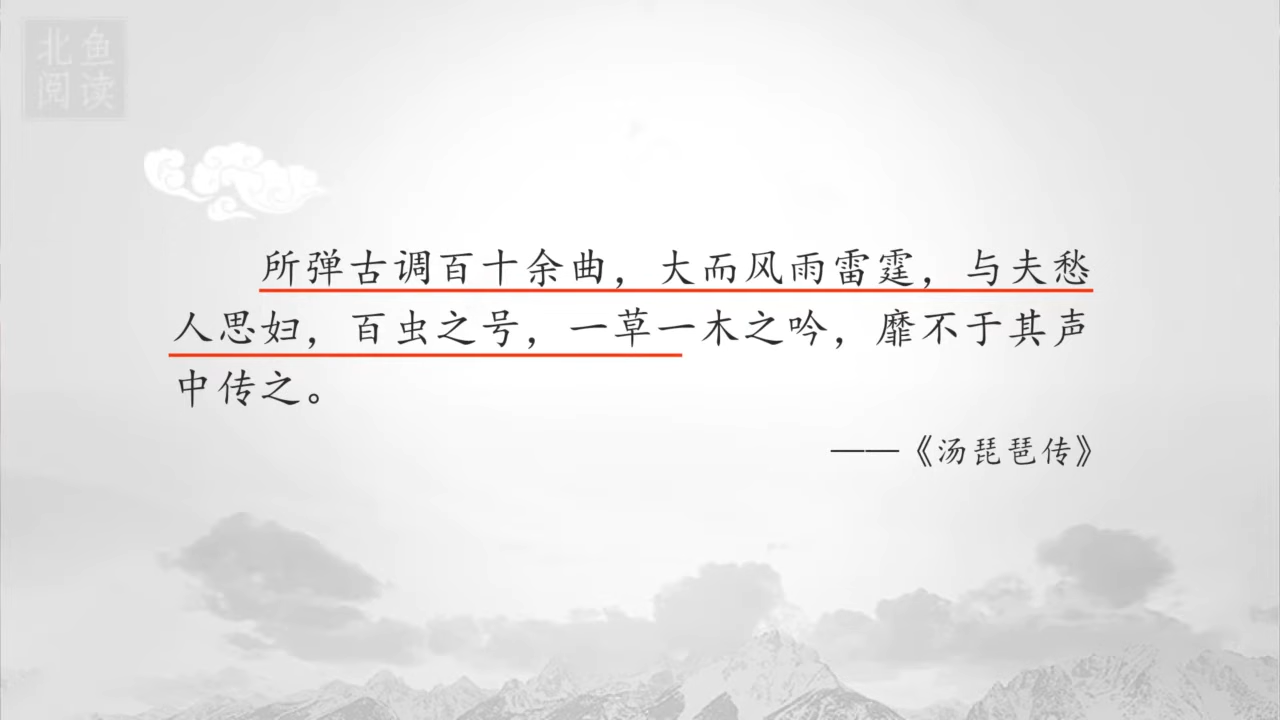 北鱼
阅读
所弹古调百十余曲，大而风雨雷霆，与夫愁
人思妇，百虫之号，一草一木之吟，靡不于其声
中传之。
——《汤琵琶传》